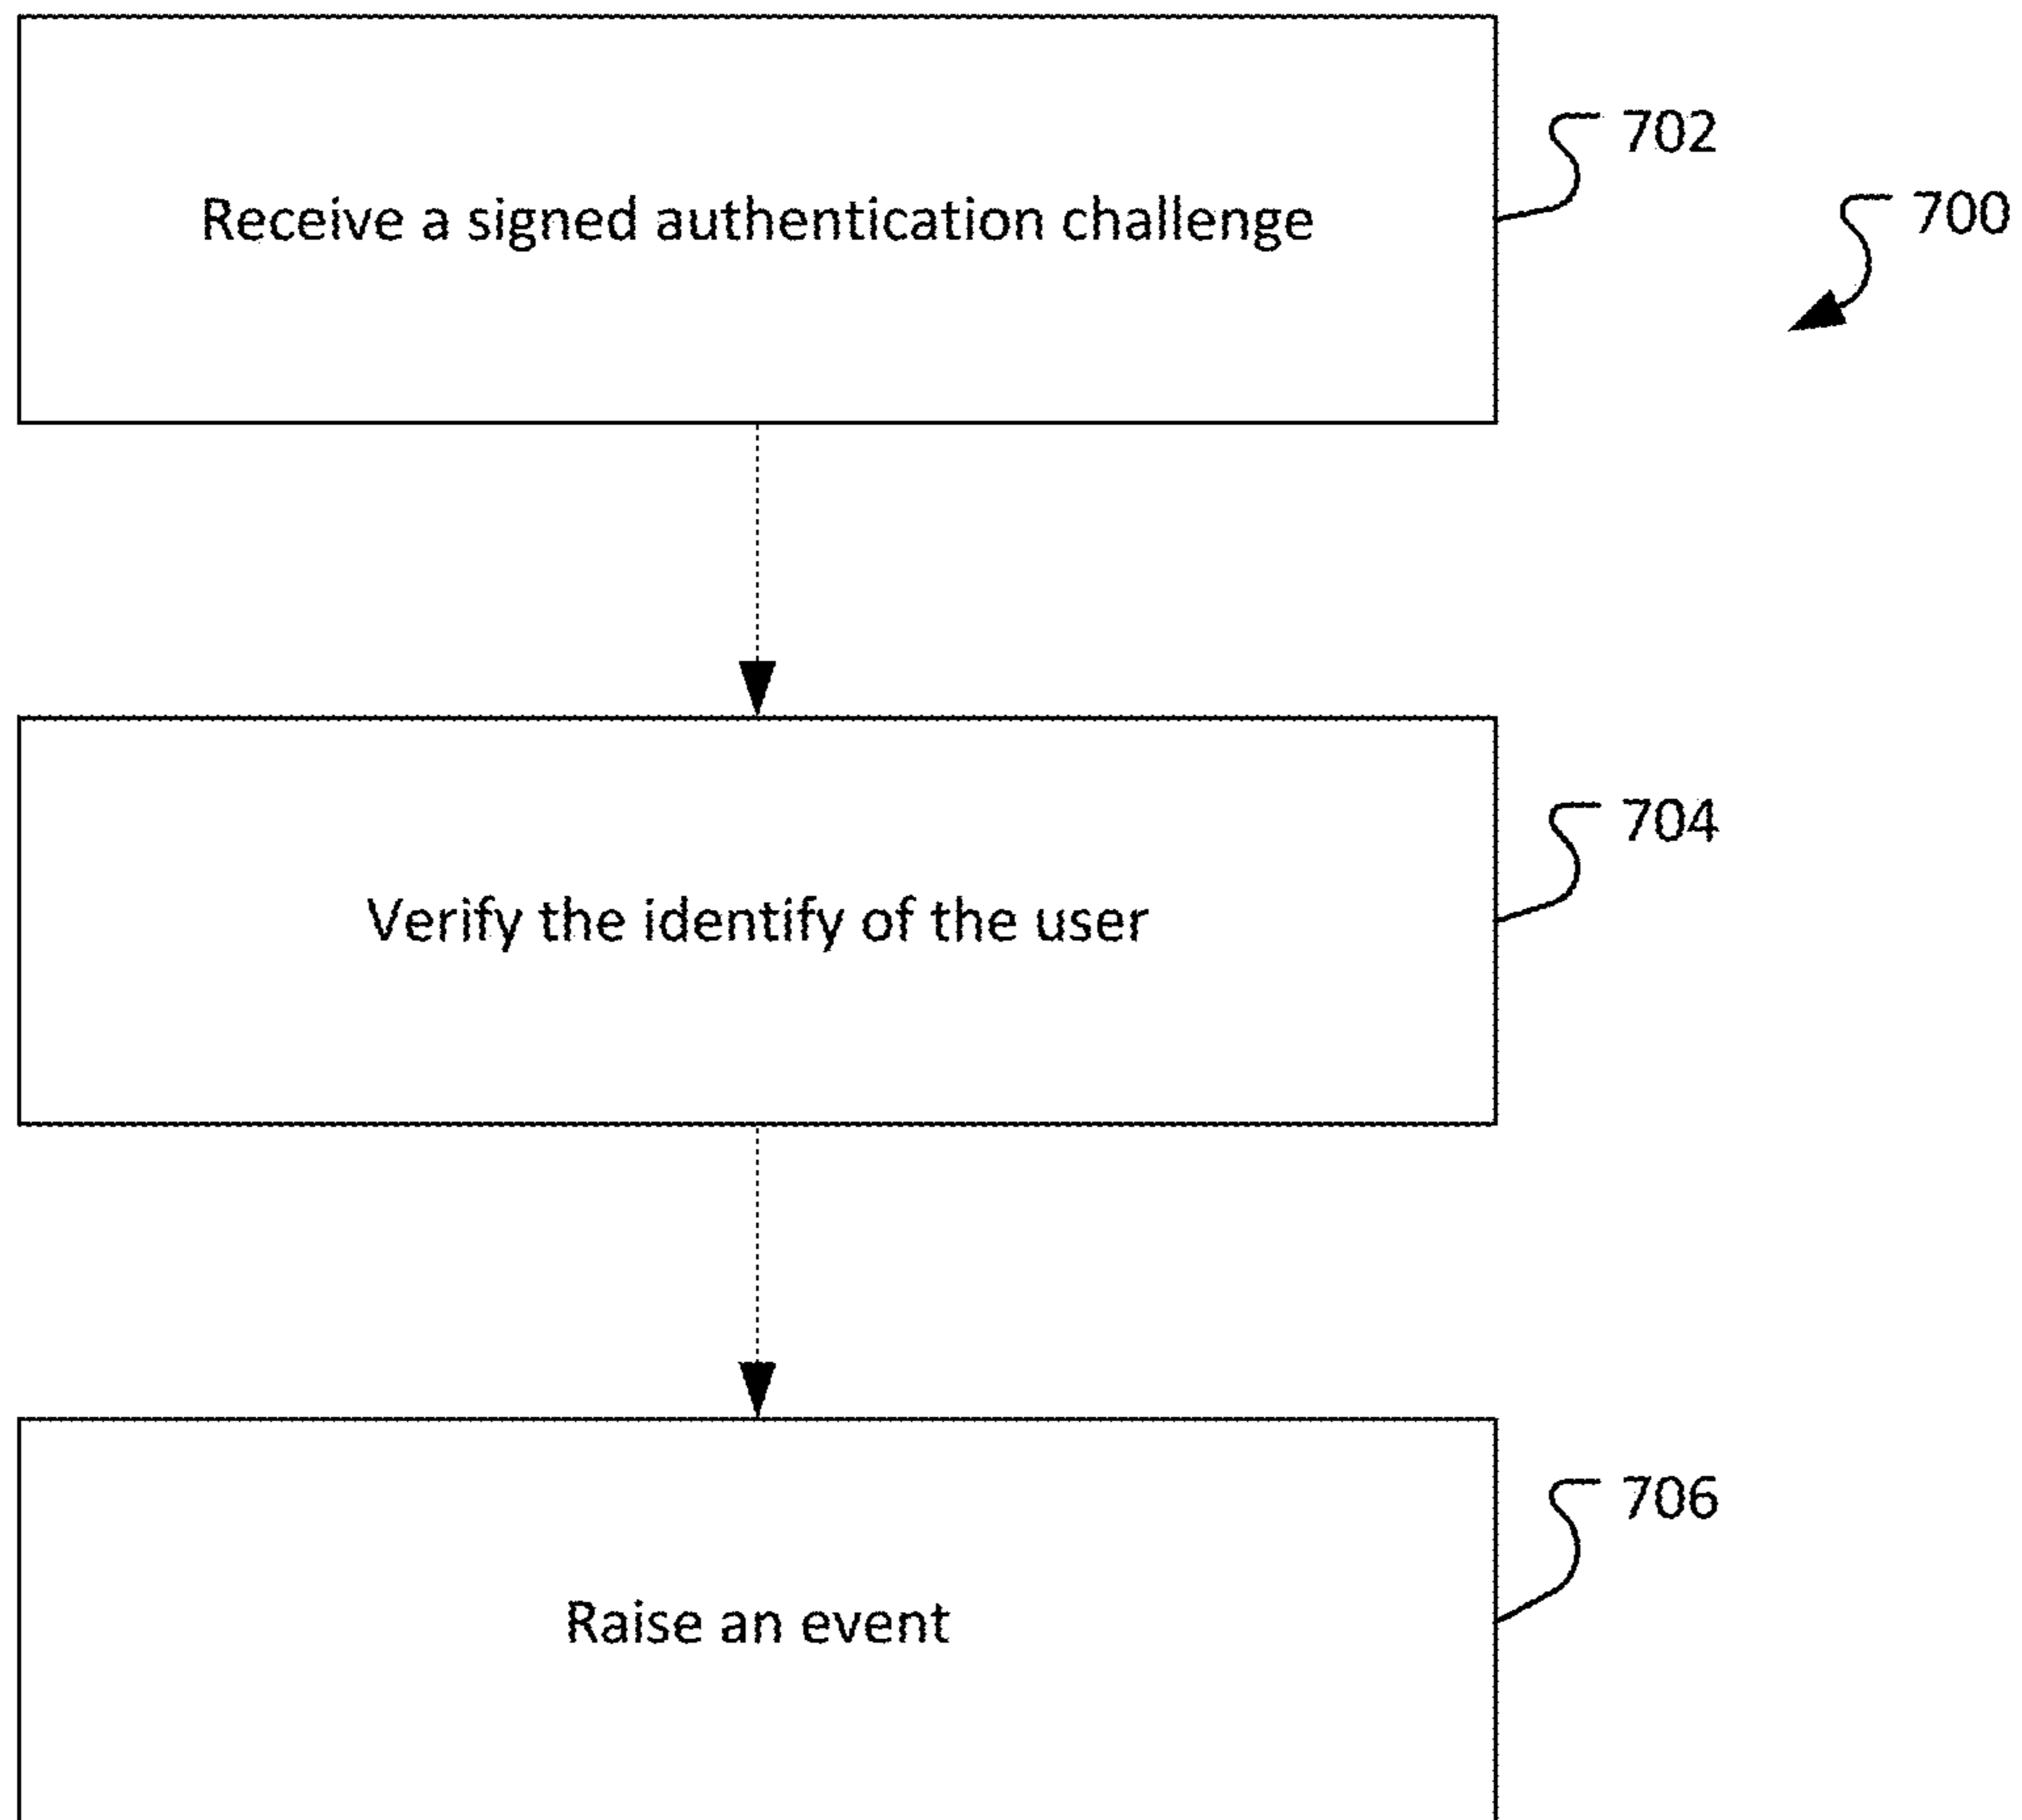 Receive a signed authentication challenge
702
700
Verify the identify of the user
704
Raise an event
706